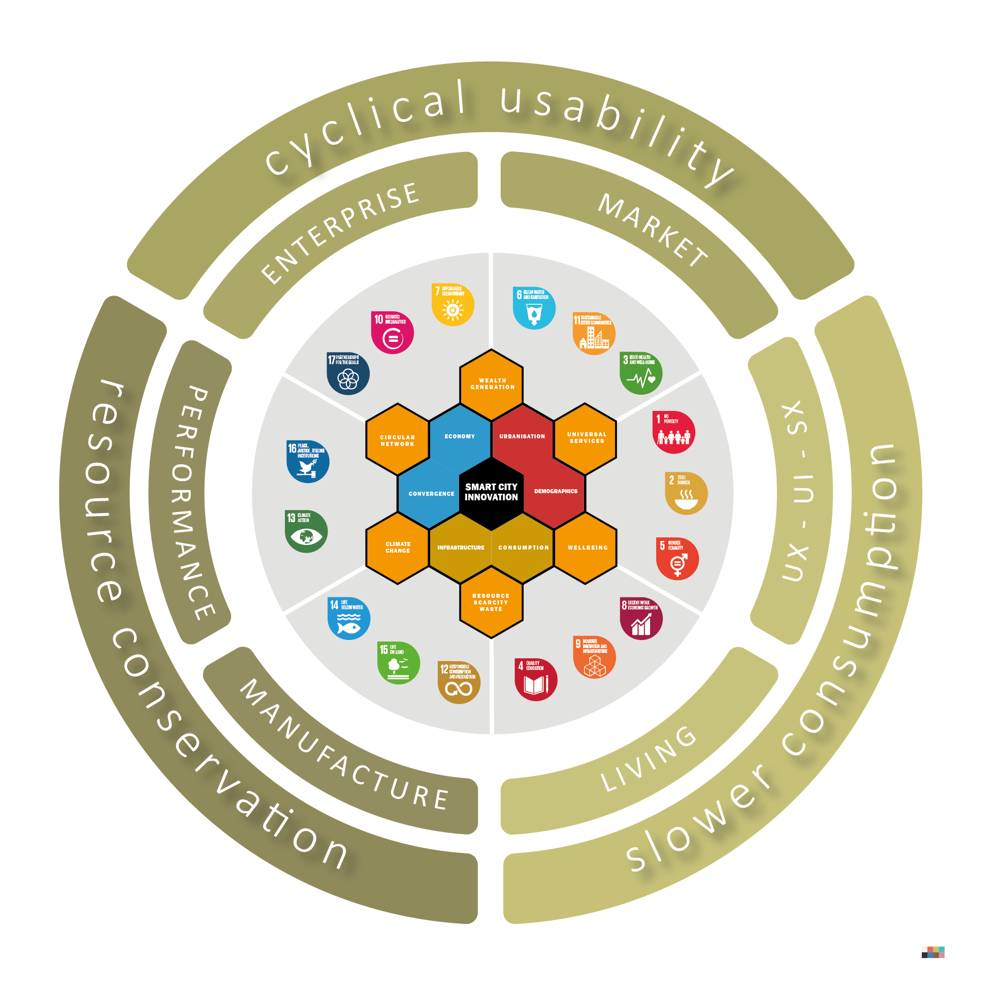 cyclical usability
ENTERPRISE
MARKET
PERFORMANCE
UX - UI - SX
MANUFACTURE
LIVING
resource conservation
slower consumption
7 AFFORDABLE
CLEAN ENERGY
6 CLEAN WATER
AND SANITATION
10 REDUCED
INEQUALITIES
11 SUSTAINABLE
CITIES COMMUNITIES
17 PARTNERSHIPS
FOR THE GOALS
3 GOOD HEALTH
AND WELL-BEING
1 NO
POVERTY
16 PEACE,
JUSTICE, STRONG
INSTITUTIONS
2 ZERO
HUNGER
13 CLIMATE
ACTION
5 GENDER
EQUALITY
14 LIFE
BELOW WATER
8 DECENT WORK
ECONOMIC GROWTH
15 LIFE
ON LAND
9 INDUSTRY,
INNOVATION AND
INFRASTRUCTURE
12 RESPONSIBLE
CONSUMPTION
AND PRODUCTION
4 QUALITY
EDUCATION
WEALTH
GENERATION
CIRCULAR
NETWORK
ECONOMY
URBANISATION
UNIVERSAL
SERVICES
CONVERGENCE
SMART CITY
INNOVATION
DEMOGRAPHICS
CLIMATE
CHANGE
INFRASTRUCTURE
CONSUMPTION
WELLBEING
RESOURCE
SCARCITY
WASTE